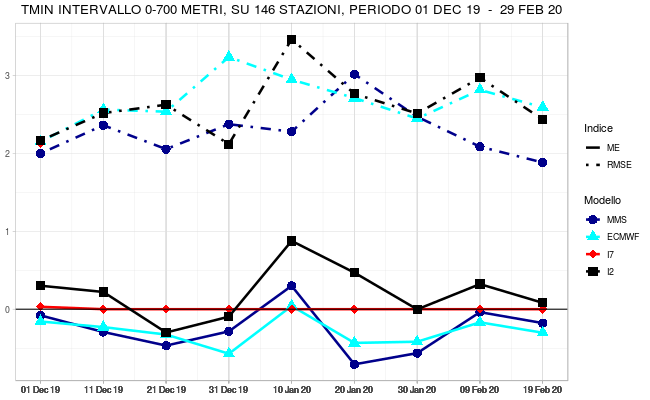 TMIN INTERVALLO 0-700 METRI, SU 146 STAZIONI, PERIODO 01 DEC 19 - 29 FEB 20
3
2
1
0
01 Dec 19 11 Dec 19 21 Dec 19 31 Dec 19 10 Jan 20 20 Jan 20 30 Jan 20 09 Feb 20 19 Feb 20
Indice
ME
RMSE
Modello
MMS
ECMWF
I7
I2